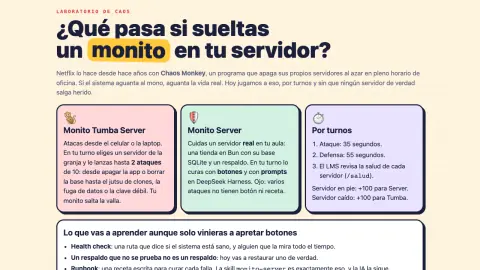 LABORATORIO DE CAOS
¿Qué pasa si sueltas
un monito en tu servidor?
Netflix lo hace desde hace años con Chaos Monkey, un programa que apaga sus propios servidores al azar en pleno horario de
oficina. Si el sistema aguanta al mono, aguanta la vida real. Hoy jugamos a eso, por turnos y sin que ningún servidor de verdad
salga herido.
Monito Tumba Server
Atacas desde el celular o la laptop.
En tu turno eliges un servidor de la
granja y le lanzas hasta 2 ataques
de 10: desde apagar la app o borrar
la base hasta el jutsu de clones, la
fuga de datos o la clave débil. Tu
monito salta la valla.
Monito Server
Cuidas un servidor real en tu aula:
una tienda en Bun con su base
SQLite y un respaldo. En tu turno lo
curas con botones y con prompts
en DeepSeek Harness. Ojo: varios
ataques no tienen botón ni receta.
Por turnos
1. Ataque: 35 segundos.
2. Defensa: 55 segundos.
3. El LMS revisa la salud de cada
servidor (/salud).
Servidor en pie: +100 para Server.
Servidor caído: +100 para Tumba.
Lo que vas a aprender aunque solo vinieras a apretar botones
• Health check: una ruta que dice si el sistema está sano, y alguien que la mira todo el tiempo.
• Un respaldo que no se prueba no es un respaldo: hoy vas a restaurar uno de verdad.
• Runbook: una receta escrita para curar cada falla. La skill monito-server es exactamente eso, y la IA la sigue